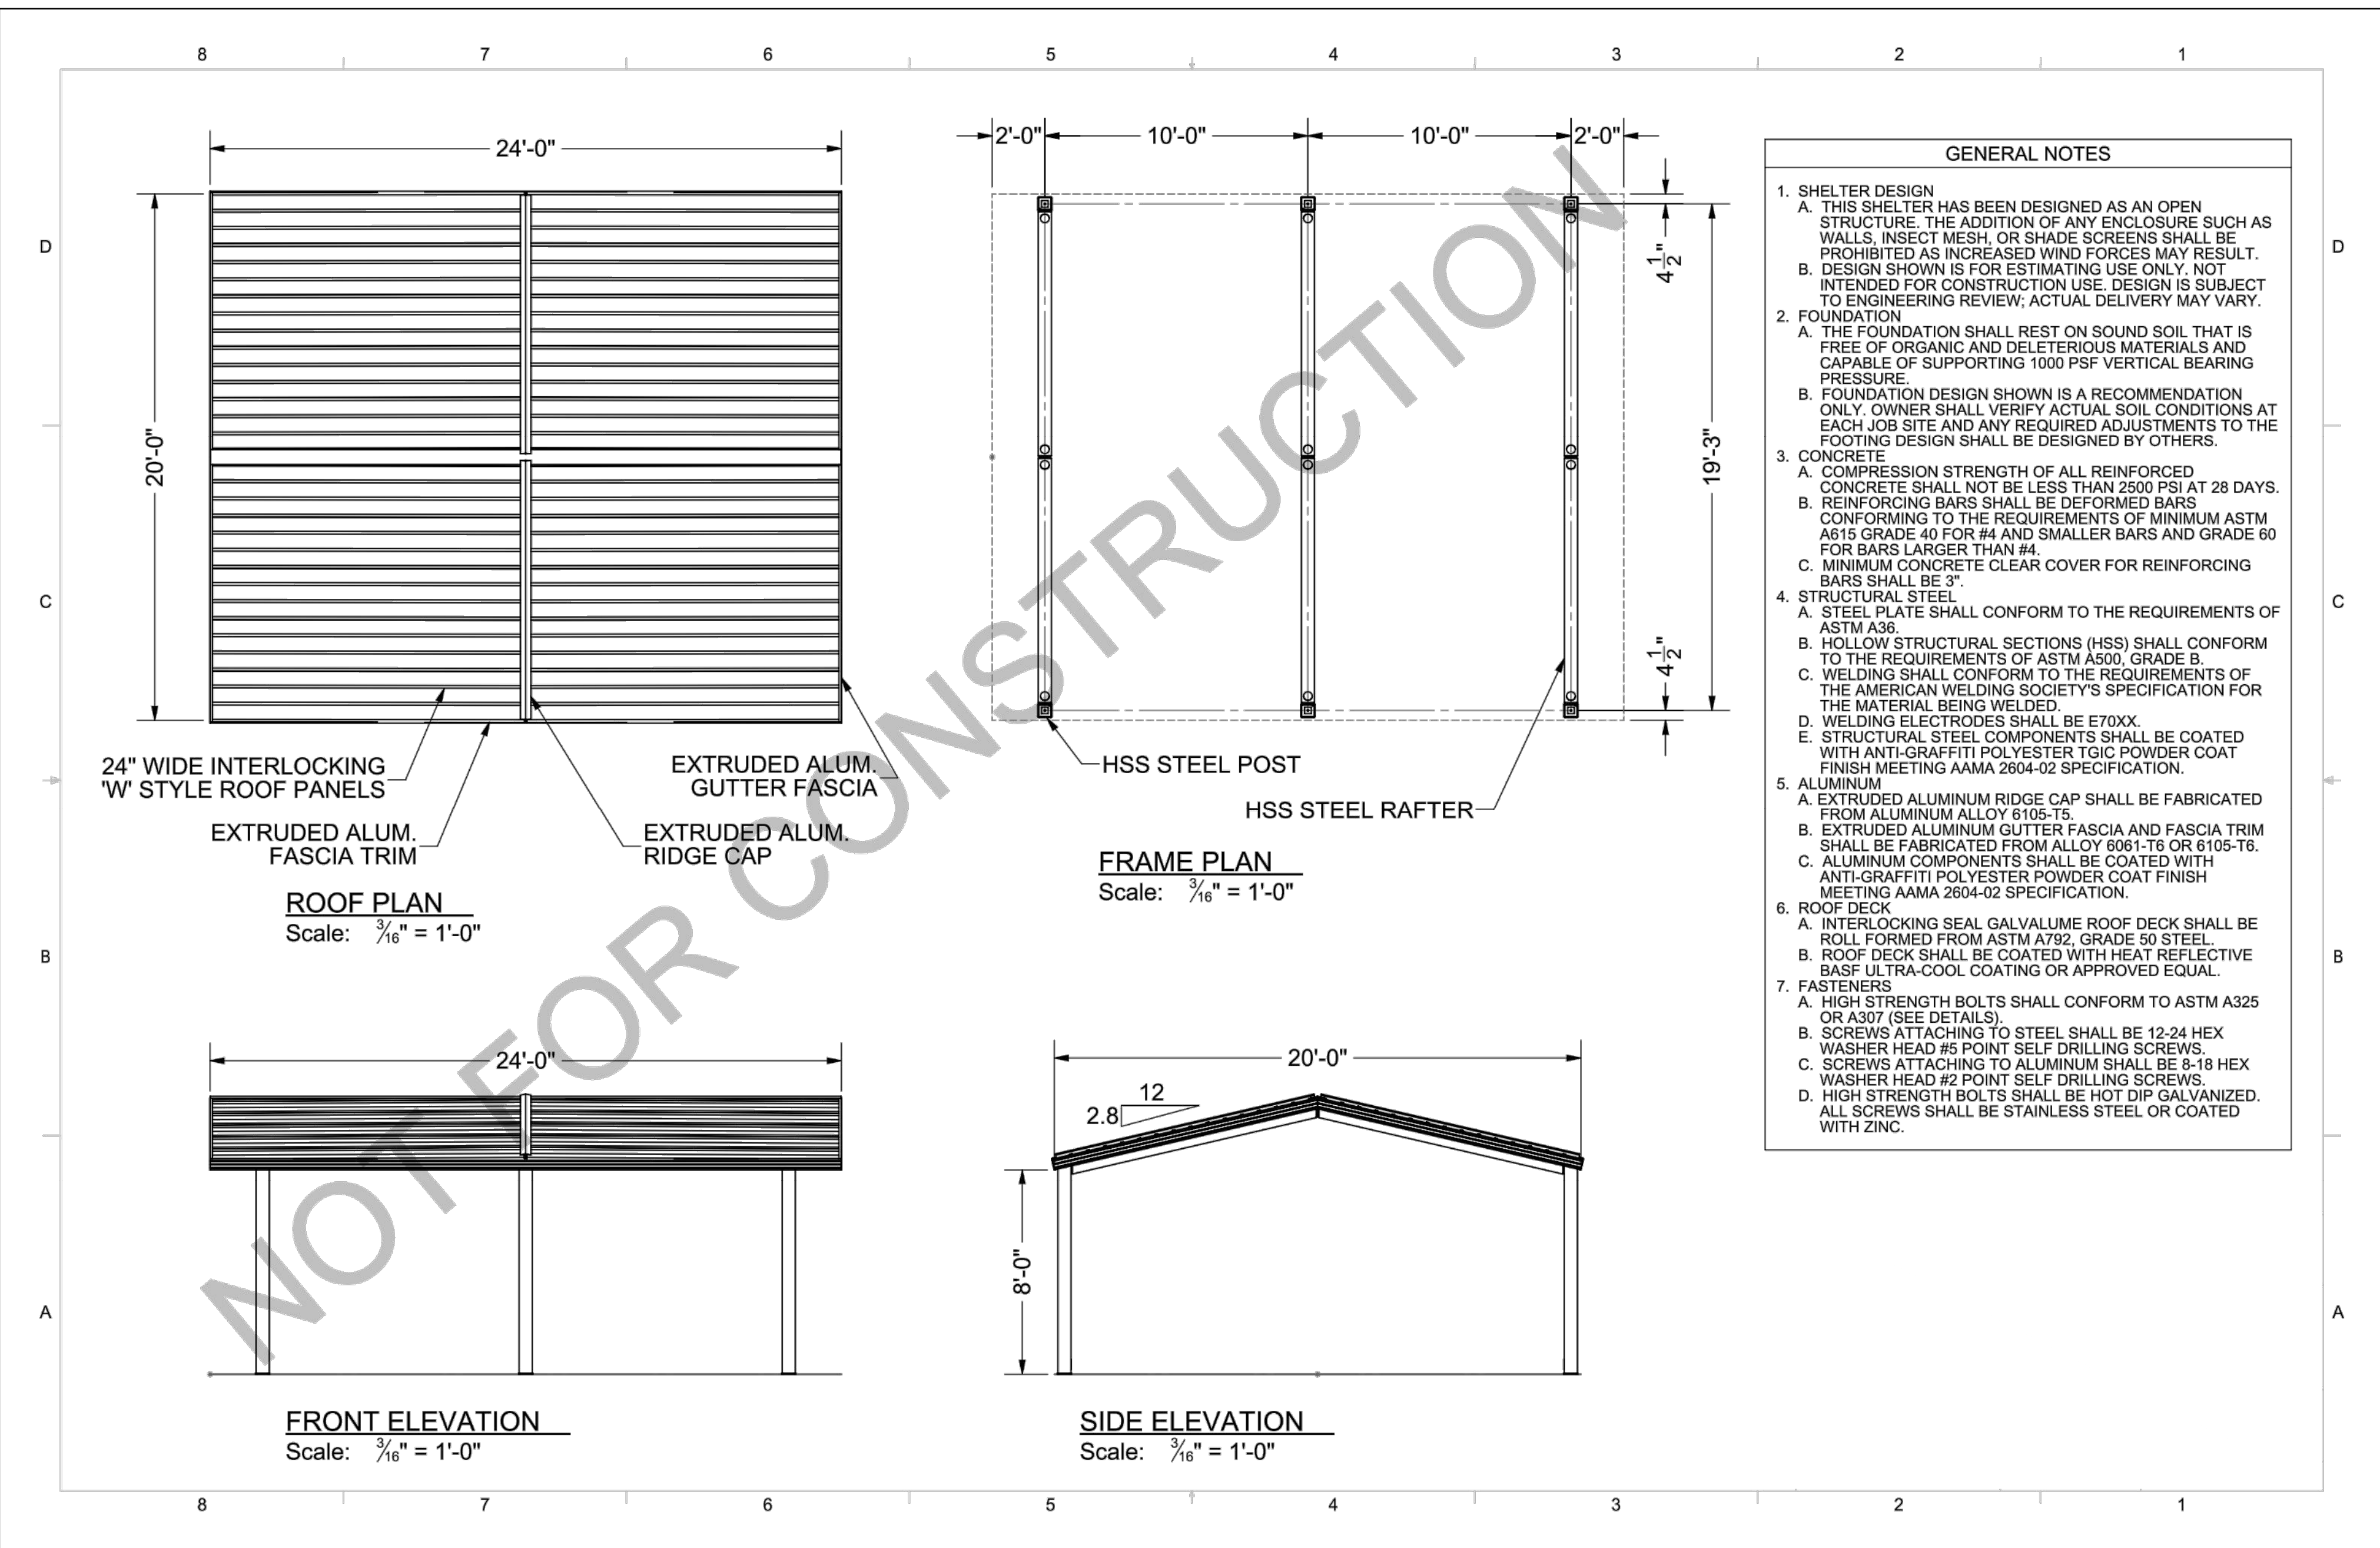 8 7 6 5 4 3 2 1
D
C
B
A
24'-0"
20'-0"
24" WIDE INTERLOCKING
'W' STYLE ROOF PANELS
EXTRUDED ALUM.
FASCIA TRIM
EXTRUDED ALUM.
GUTTER FASCIA
EXTRUDED ALUM.
RIDGE CAP
ROOF PLAN
Scale: 3/16" = 1'-0"
2'-0" 10'-0" 10'-0" 2'-0"
4 1/2"
19'-3"
4 1/2"
HSS STEEL POST
HSS STEEL RAFTER
FRAME PLAN
Scale: 3/16" = 1'-0"
24'-0"
FRONT ELEVATION
Scale: 3/16" = 1'-0"
20'-0"
12
2.8
8'-0"
SIDE ELEVATION
Scale: 3/16" = 1'-0"
NOT FOR CONSTRUCTION
GENERAL NOTES
1. SHELTER DESIGN
A. THIS SHELTER HAS BEEN DESIGNED AS AN OPEN
STRUCTURE. THE ADDITION OF ANY ENCLOSURE SUCH AS
WALLS, INSECT MESH, OR SHADE SCREENS SHALL BE
PROHIBITED AS INCREASED WIND FORCES MAY RESULT.
B. DESIGN SHOWN IS FOR ESTIMATING USE ONLY. NOT
INTENDED FOR CONSTRUCTION USE. DESIGN IS SUBJECT
TO ENGINEERING REVIEW; ACTUAL DELIVERY MAY VARY.
2. FOUNDATION
A. THE FOUNDATION SHALL REST ON SOUND SOIL THAT IS
FREE OF ORGANIC AND DELETERIOUS MATERIALS AND
CAPABLE OF SUPPORTING 1000 PSF VERTICAL BEARING
PRESSURE.
B. FOUNDATION DESIGN SHOWN IS A RECOMMENDATION
ONLY. OWNER SHALL VERIFY ACTUAL SOIL CONDITIONS AT
EACH JOB SITE AND ANY REQUIRED ADJUSTMENTS TO THE
FOOTING DESIGN SHALL BE DESIGNED BY OTHERS.
3. CONCRETE
A. COMPRESSION STRENGTH OF ALL REINFORCED
CONCRETE SHALL NOT BE LESS THAN 2500 PSI AT 28 DAYS.
B. REINFORCING BARS SHALL BE DEFORMED BARS
CONFORMING TO THE REQUIREMENTS OF MINIMUM ASTM
A615 GRADE 40 FOR #4 AND SMALLER BARS AND GRADE 60
FOR BARS LARGER THAN #4.
C. MINIMUM CONCRETE CLEAR COVER FOR REINFORCING
BARS SHALL BE 3".
4. STRUCTURAL STEEL
A. STEEL PLATE SHALL CONFORM TO THE REQUIREMENTS OF
ASTM A36.
B. HOLLOW STRUCTURAL SECTIONS (HSS) SHALL CONFORM
TO THE REQUIREMENTS OF ASTM A500, GRADE B.
C. WELDING SHALL CONFORM TO THE REQUIREMENTS OF
THE AMERICAN WELDING SOCIETY'S SPECIFICATION FOR
THE MATERIAL BEING WELDED.
D. WELDING ELECTRODES SHALL BE E70XX.
E. STRUCTURAL STEEL COMPONENTS SHALL BE COATED
WITH ANTI-GRAFFITI POLYESTER TGIC POWDER COAT
FINISH MEETING AAMA 2604-02 SPECIFICATION.
5. ALUMINUM
A. EXTRUDED ALUMINUM RIDGE CAP SHALL BE FABRICATED
FROM ALUMINUM ALLOY 6105-T5.
B. EXTRUDED ALUMINUM GUTTER FASCIA AND FASCIA TRIM
SHALL BE FABRICATED FROM ALLOY 6061-T6 OR 6105-T6.
C. ALUMINUM COMPONENTS SHALL BE COATED WITH
ANTI-GRAFFITI POLYESTER POWDER COAT FINISH
MEETING AAMA 2604-02 SPECIFICATION.
6. ROOF DECK
A. INTERLOCKING SEAL GALVALUME ROOF DECK SHALL BE
ROLL FORMED FROM ASTM A792, GRADE 50 STEEL.
B. ROOF DECK SHALL BE COATED WITH HEAT REFLECTIVE
BASF ULTRA-COOL COATING OR APPROVED EQUAL.
7. FASTENERS
A. HIGH STRENGTH BOLTS SHALL CONFORM TO ASTM A325
OR A307 (SEE DETAILS).
B. SCREWS ATTACHING TO STEEL SHALL BE 12-24 HEX
WASHER HEAD #5 POINT SELF DRILLING SCREWS.
C. SCREWS ATTACHING TO ALUMINUM SHALL BE 8-18 HEX
WASHER HEAD #2 POINT SELF DRILLING SCREWS.
D. HIGH STRENGTH BOLTS SHALL BE HOT DIP GALVANIZED.
ALL SCREWS SHALL BE STAINLESS STEEL OR COATED
WITH ZINC.
D
C
B
A
8 7 6 5 4 3 2 1